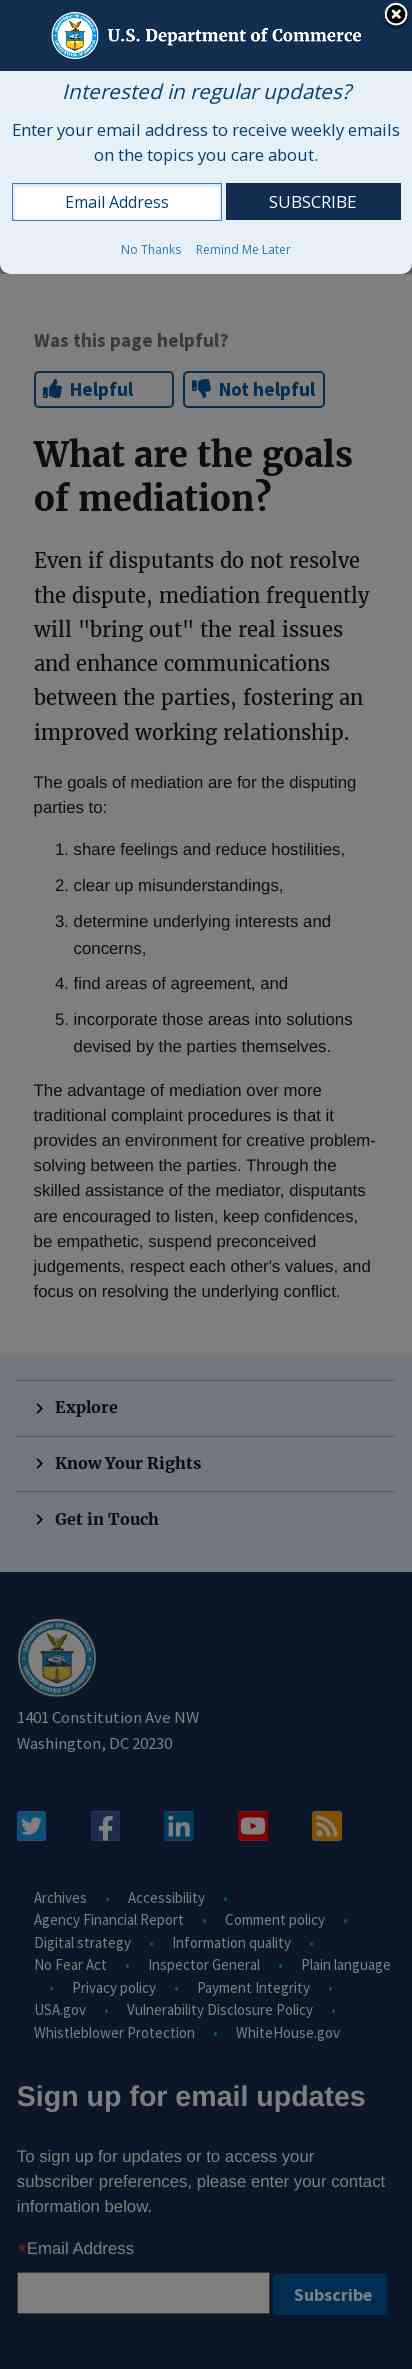 U.S. Department of Commerce
Interested in regular updates?
Enter your email address to receive weekly emails
on the topics you care about.
Email Address SUBSCRIBE
No Thanks Remind Me Later
Was this page helpful?
Helpful Not helpful
What are the goals
of mediation?
Even if disputants do not resolve
the dispute, mediation frequently
will "bring out" the real issues
and enhance communications
between the parties, fostering an
improved working relationship.
The goals of mediation are for the disputing
parties to:
1. share feelings and reduce hostilities,
2. clear up misunderstandings,
3. determine underlying interests and
concerns,
4. find areas of agreement, and
5. incorporate those areas into solutions
devised by the parties themselves.
The advantage of mediation over more
traditional complaint procedures is that it
provides an environment for creative problem-
solving between the parties. Through the
skilled assistance of the mediator, disputants
are encouraged to listen, keep confidences,
be empathetic, suspend preconceived
judgements, respect each other's values, and
focus on resolving the underlying conflict.
Explore
Know Your Rights
Get in Touch
1401 Constitution Ave NW
Washington, DC 20230
Archives • Accessibility •
Agency Financial Report • Comment policy •
Digital strategy • Information quality •
No Fear Act • Inspector General • Plain language
• Privacy policy • Payment Integrity •
USA.gov • Vulnerability Disclosure Policy •
Whistleblower Protection • WhiteHouse.gov
Sign up for email updates
To sign up for updates or to access your
subscriber preferences, please enter your contact
information below.
*Email Address
Subscribe